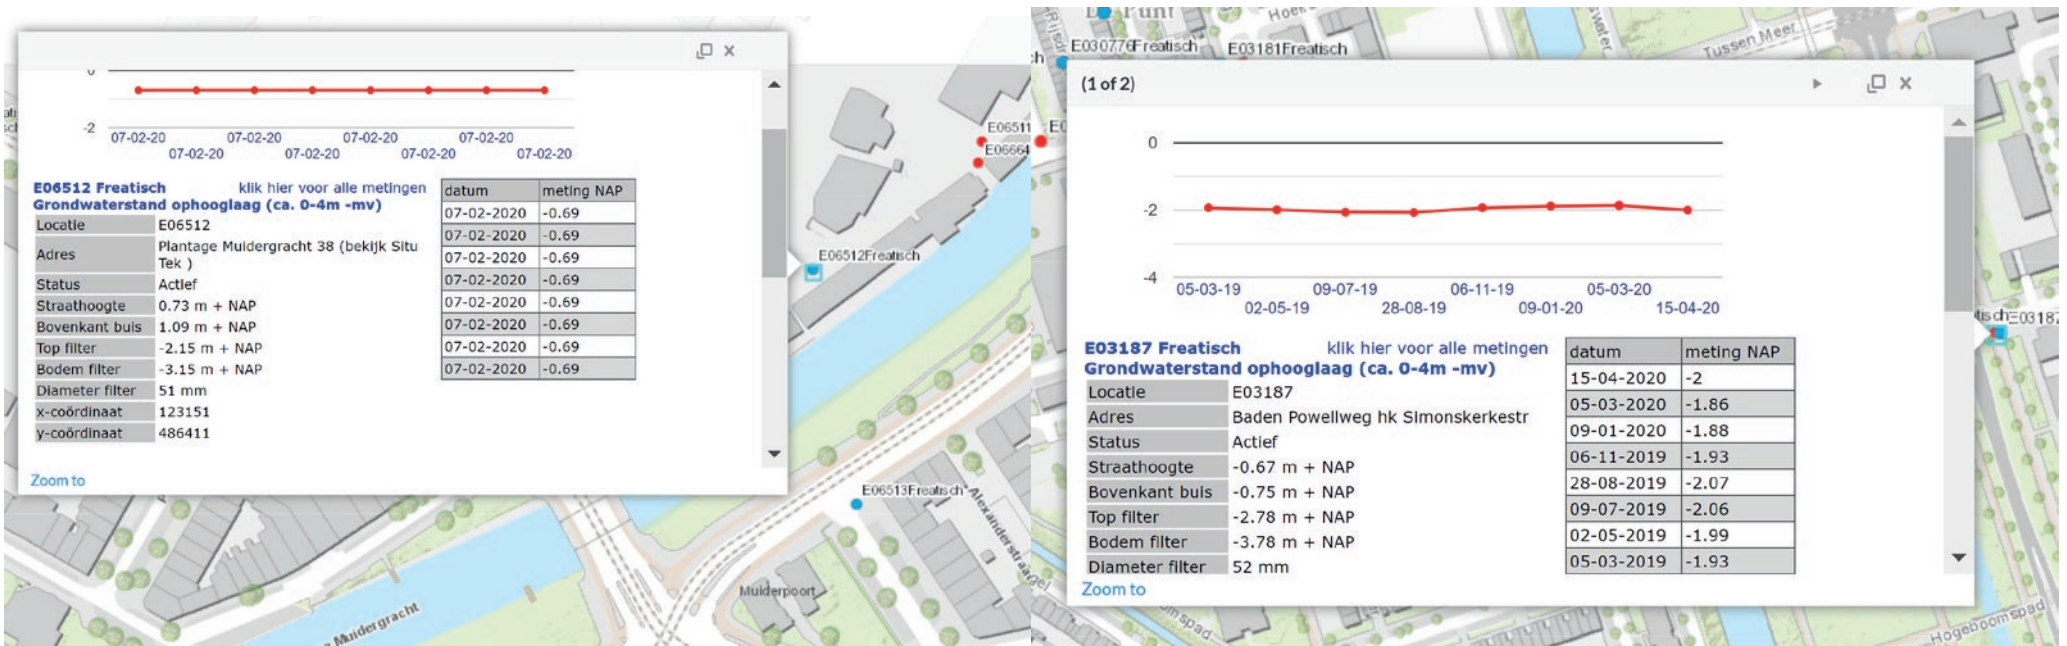 0
-2
07-02-20 07-02-20 07-02-20 07-02-20
07-02-20 07-02-20 07-02-20 07-02-20
E06512 Freatisch klik hier voor alle metingen
Grondwaterstand ophooglaag (ca. 0-4m -mv)
Locatie E06512
Adres Plantage Muidergracht 38 (bekijk Situ
Tek )
Status Actief
Straathoogte 0.73 m + NAP
Bovenkant buis 1.09 m + NAP
Top filter -2.15 m + NAP
Bodem filter -3.15 m + NAP
Diameter filter 51 mm
x-coördinaat 123151
y-coördinaat 486411
datum meting NAP
07-02-2020 -0.69
07-02-2020 -0.69
07-02-2020 -0.69
07-02-2020 -0.69
07-02-2020 -0.69
07-02-2020 -0.69
07-02-2020 -0.69
07-02-2020 -0.69
Zoom to
E06511
E06664
E06512Freatisch
E06513Freatisch
Alexanderstraat
Muiderpoort
Muidergracht
Punt
Tussen Meer
E030776Freatisch
E03181Freatisch
(1 of 2)
0
-2
-4
05-03-19 09-07-19 06-11-19 05-03-20
02-05-19 28-08-19 09-01-20 15-04-20
E03187 Freatisch klik hier voor alle metingen
Grondwaterstand ophooglaag (ca. 0-4m -mv)
Locatie E03187
Adres Baden Powellweg hk Simonskerkestr
Status Actief
Straathoogte -0.67 m + NAP
Bovenkant buis -0.75 m + NAP
Top filter -2.78 m + NAP
Bodem filter -3.78 m + NAP
Diameter filter 52 mm
datum meting NAP
15-04-2020 -2
05-03-2020 -1.86
09-01-2020 -1.88
06-11-2019 -1.93
28-08-2019 -2.07
09-07-2019 -2.06
02-05-2019 -1.99
05-03-2019 -1.93
Zoom to
E03187
Hogeboomspad